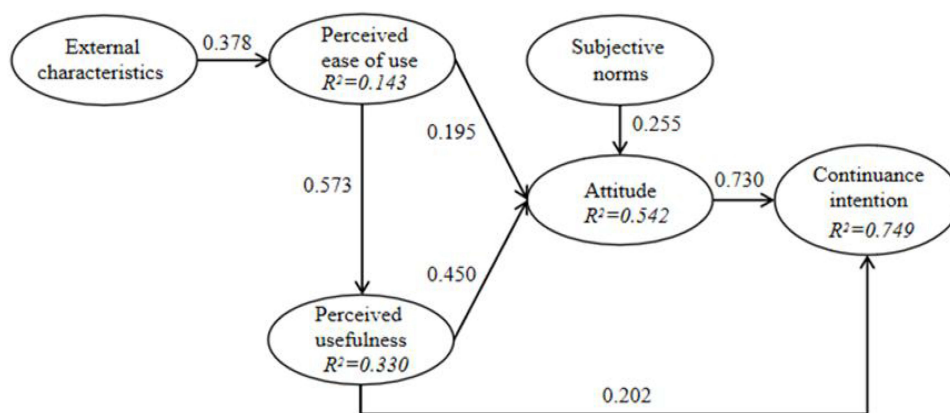 External
characteristics
0.378
Perceived
ease of use
R²=0.143
Subjective
norms
0.195
0.255
0.573
Attitude
R²=0.542
0.730
Continuance
intention
R²=0.749
0.450
Perceived
usefulness
R²=0.330
0.202